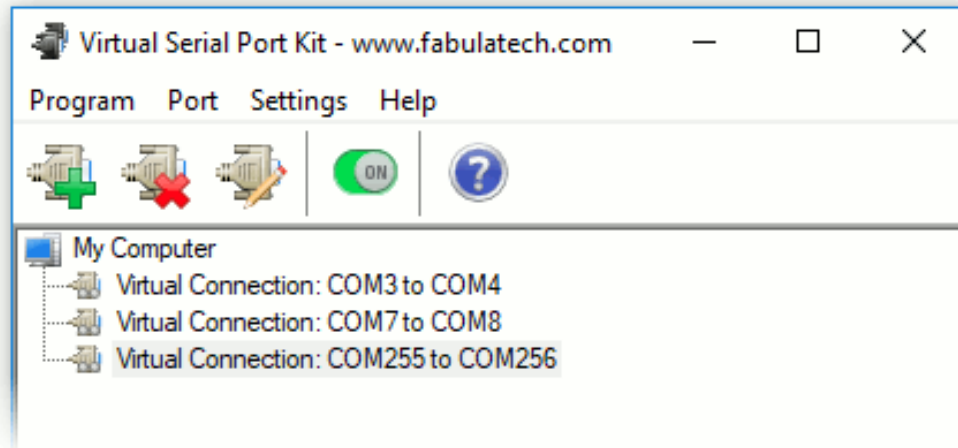 Virtual Serial Port Kit - www.fabulatech.com
Program Port Settings Help
ON
?
My Computer
Virtual Connection: COM3 to COM4
Virtual Connection: COM7 to COM8
Virtual Connection: COM255 to COM256